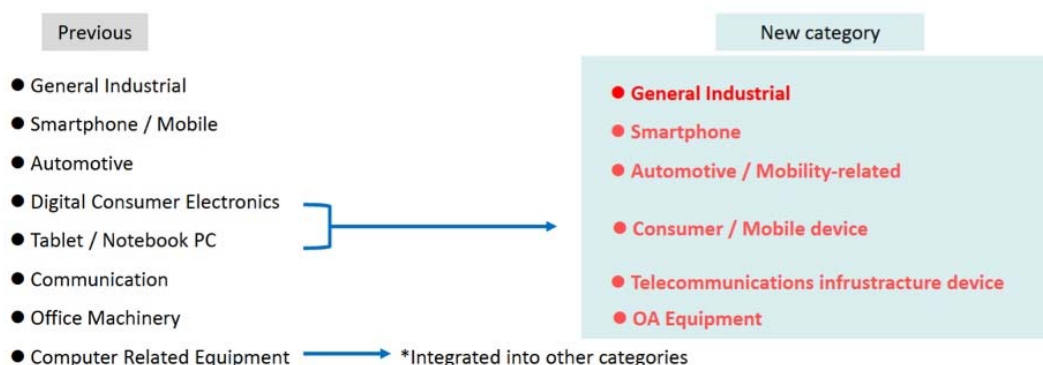 Previous
● General Industrial
● Smartphone / Mobile
● Automotive
● Digital Consumer Electronics
● Tablet / Notebook PC
● Communication
● Office Machinery
● Computer Related Equipment
*Integrated into other categories
New category
● General Industrial
● Smartphone
● Automotive / Mobility-related
● Consumer / Mobile device
● Telecommunications infrustracture device
● OA Equipment